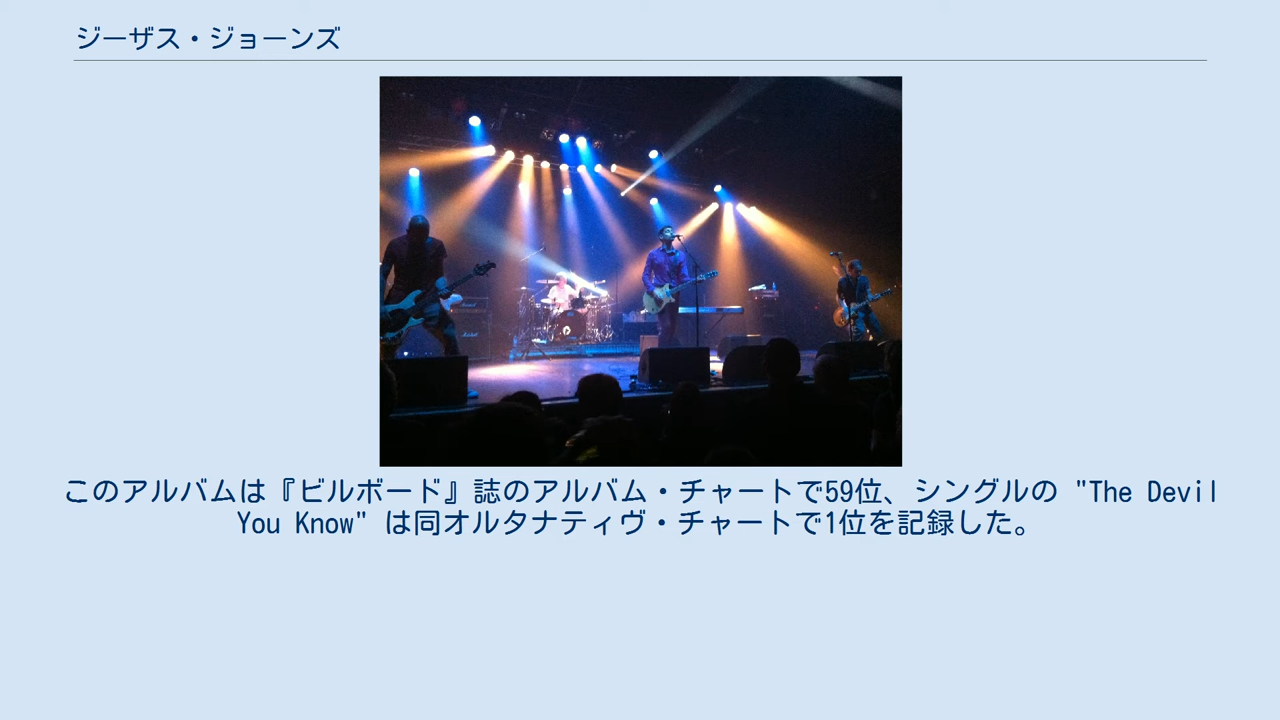 ジーザス・ジョーンズ
このアルバムは『ビルボード』誌のアルバム・チャートで59位、シングルの "The Devil
You Know" は同オルタナティヴ・チャートで1位を記録した。